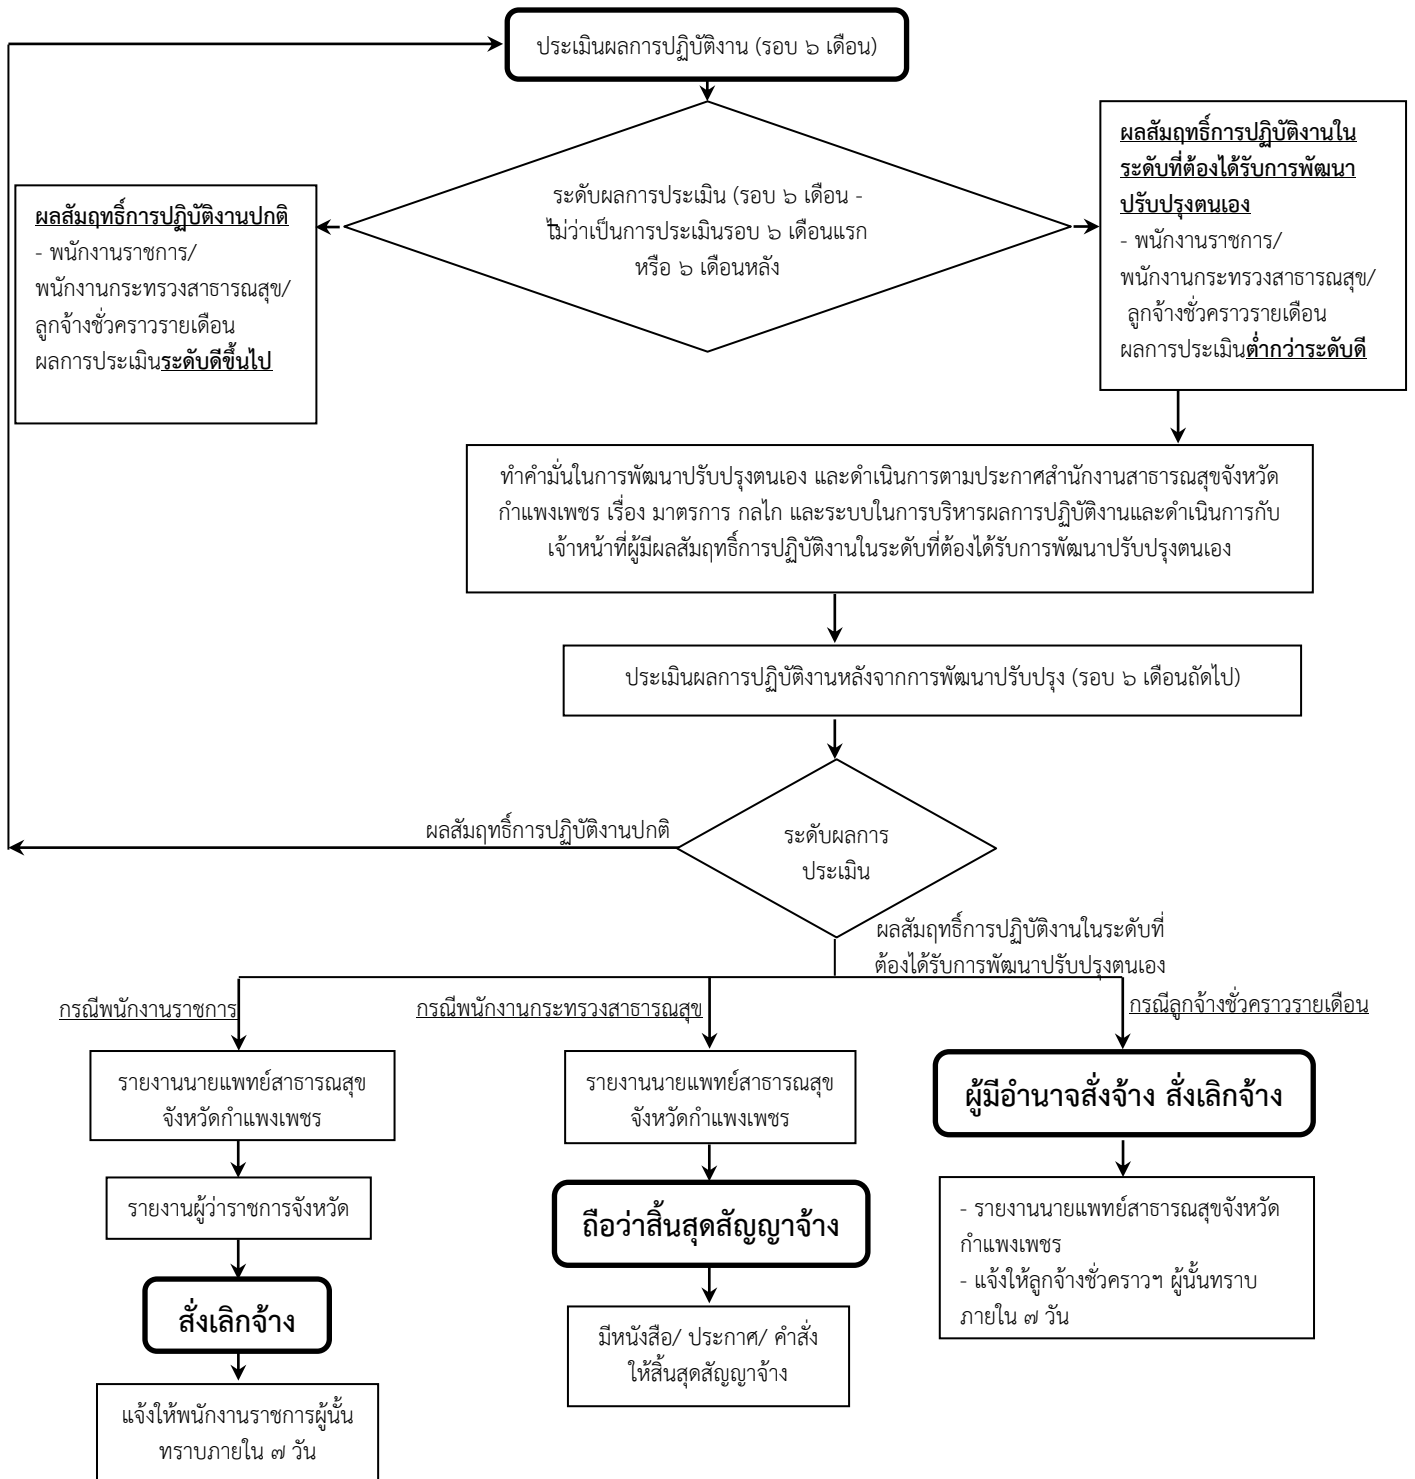 ประเมินผลการปฏิบัติงาน (รอบ ๖ เดือน)
ระดับผลการประเมิน (รอบ ๖ เดือน -
ไม่ว่าเป็นการประเมินรอบ ๖ เดือนแรก
หรือ ๖ เดือนหลัง
ผลสัมฤทธิ์การปฏิบัติงานปกติ
- พนักงานราชการ/
พนักงานกระทรวงสาธารณสุข/
ลูกจ้างชั่วคราวรายเดือน
ผลการประเมินระดับดีขึ้นไป
ผลสัมฤทธิ์การปฏิบัติงานใน
ระดับที่ต้องได้รับการพัฒนา
ปรับปรุงตนเอง
- พนักงานราชการ/
พนักงานกระทรวงสาธารณสุข/
ลูกจ้างชั่วคราวรายเดือน
ผลการประเมินต่ำกว่าระดับดี
ทำคำมั่นในการพัฒนาปรับปรุงตนเอง และดำเนินการตามประกาศสำนักงานสาธารณสุขจังหวัด
กำแพงเพชร เรื่อง มาตรการ กลไก และระบบในการบริหารผลการปฏิบัติงานและดำเนินการกับ
เจ้าหน้าที่ผู้มีผลสัมฤทธิ์การปฏิบัติงานในระดับที่ต้องได้รับการพัฒนาปรับปรุงตนเอง
ประเมินผลการปฏิบัติงานหลังจากการพัฒนาปรับปรุง (รอบ ๖ เดือนถัดไป)
ผลสัมฤทธิ์การปฏิบัติงานปกติ
ระดับผลการ
ประเมิน
ผลสัมฤทธิ์การปฏิบัติงานในระดับที่
ต้องได้รับการพัฒนาปรับปรุงตนเอง
กรณีพนักงานราชการ
รายงานนายแพทย์สาธารณสุข
จังหวัดกำแพงเพชร
รายงานผู้ว่าราชการจังหวัด
สั่งเลิกจ้าง
แจ้งให้พนักงานราชการผู้นั้น
ทราบภายใน ๗ วัน
กรณีพนักงานกระทรวงสาธารณสุข
รายงานนายแพทย์สาธารณสุข
จังหวัดกำแพงเพชร
ถือว่าสิ้นสุดสัญญาจ้าง
มีหนังสือ/ ประกาศ/ คำสั่ง
ให้สิ้นสุดสัญญาจ้าง
กรณีลูกจ้างชั่วคราวรายเดือน
ผู้มีอำนาจสั่งจ้าง สั่งเลิกจ้าง
- รายงานนายแพทย์สาธารณสุขจังหวัด
กำแพงเพชร
- แจ้งให้ลูกจ้างชั่วคราวฯ ผู้นั้นทราบ
ภายใน ๗ วัน